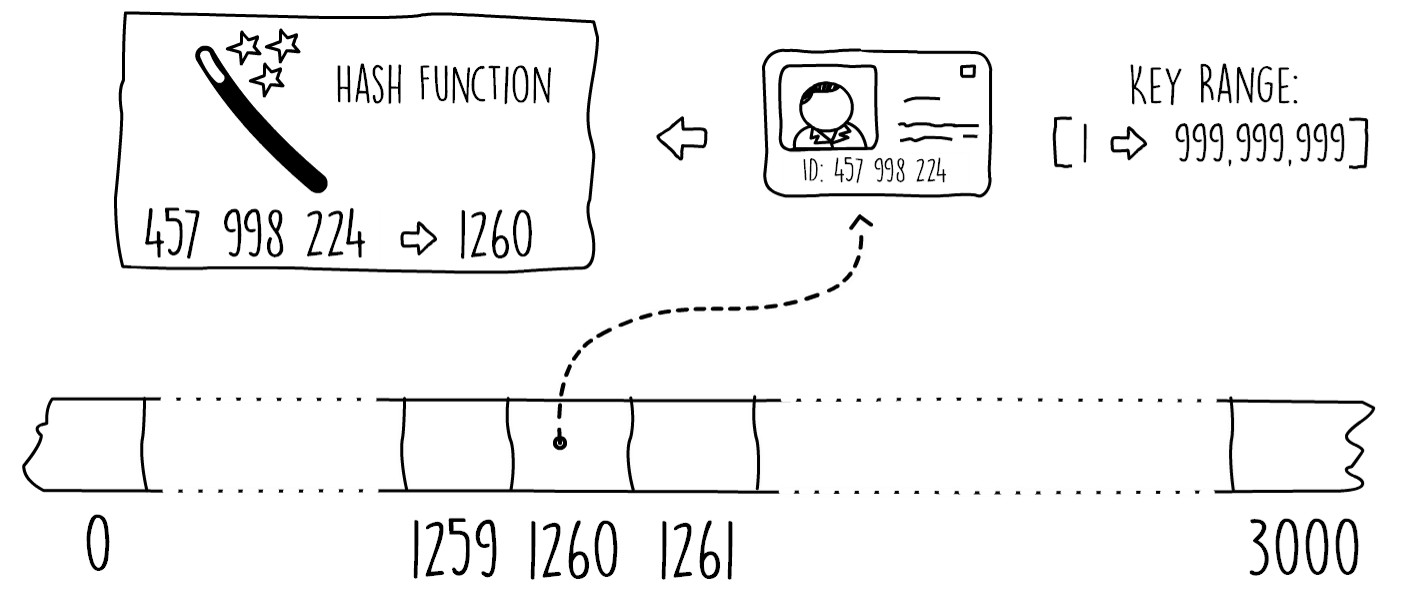 HASH FUNCTION
457 998 224 ⇨ 1260
ID: 457 998 224
KEY RANGE:
[1 ⇨ 999,999,999]
0
1259
1260
1261
3000